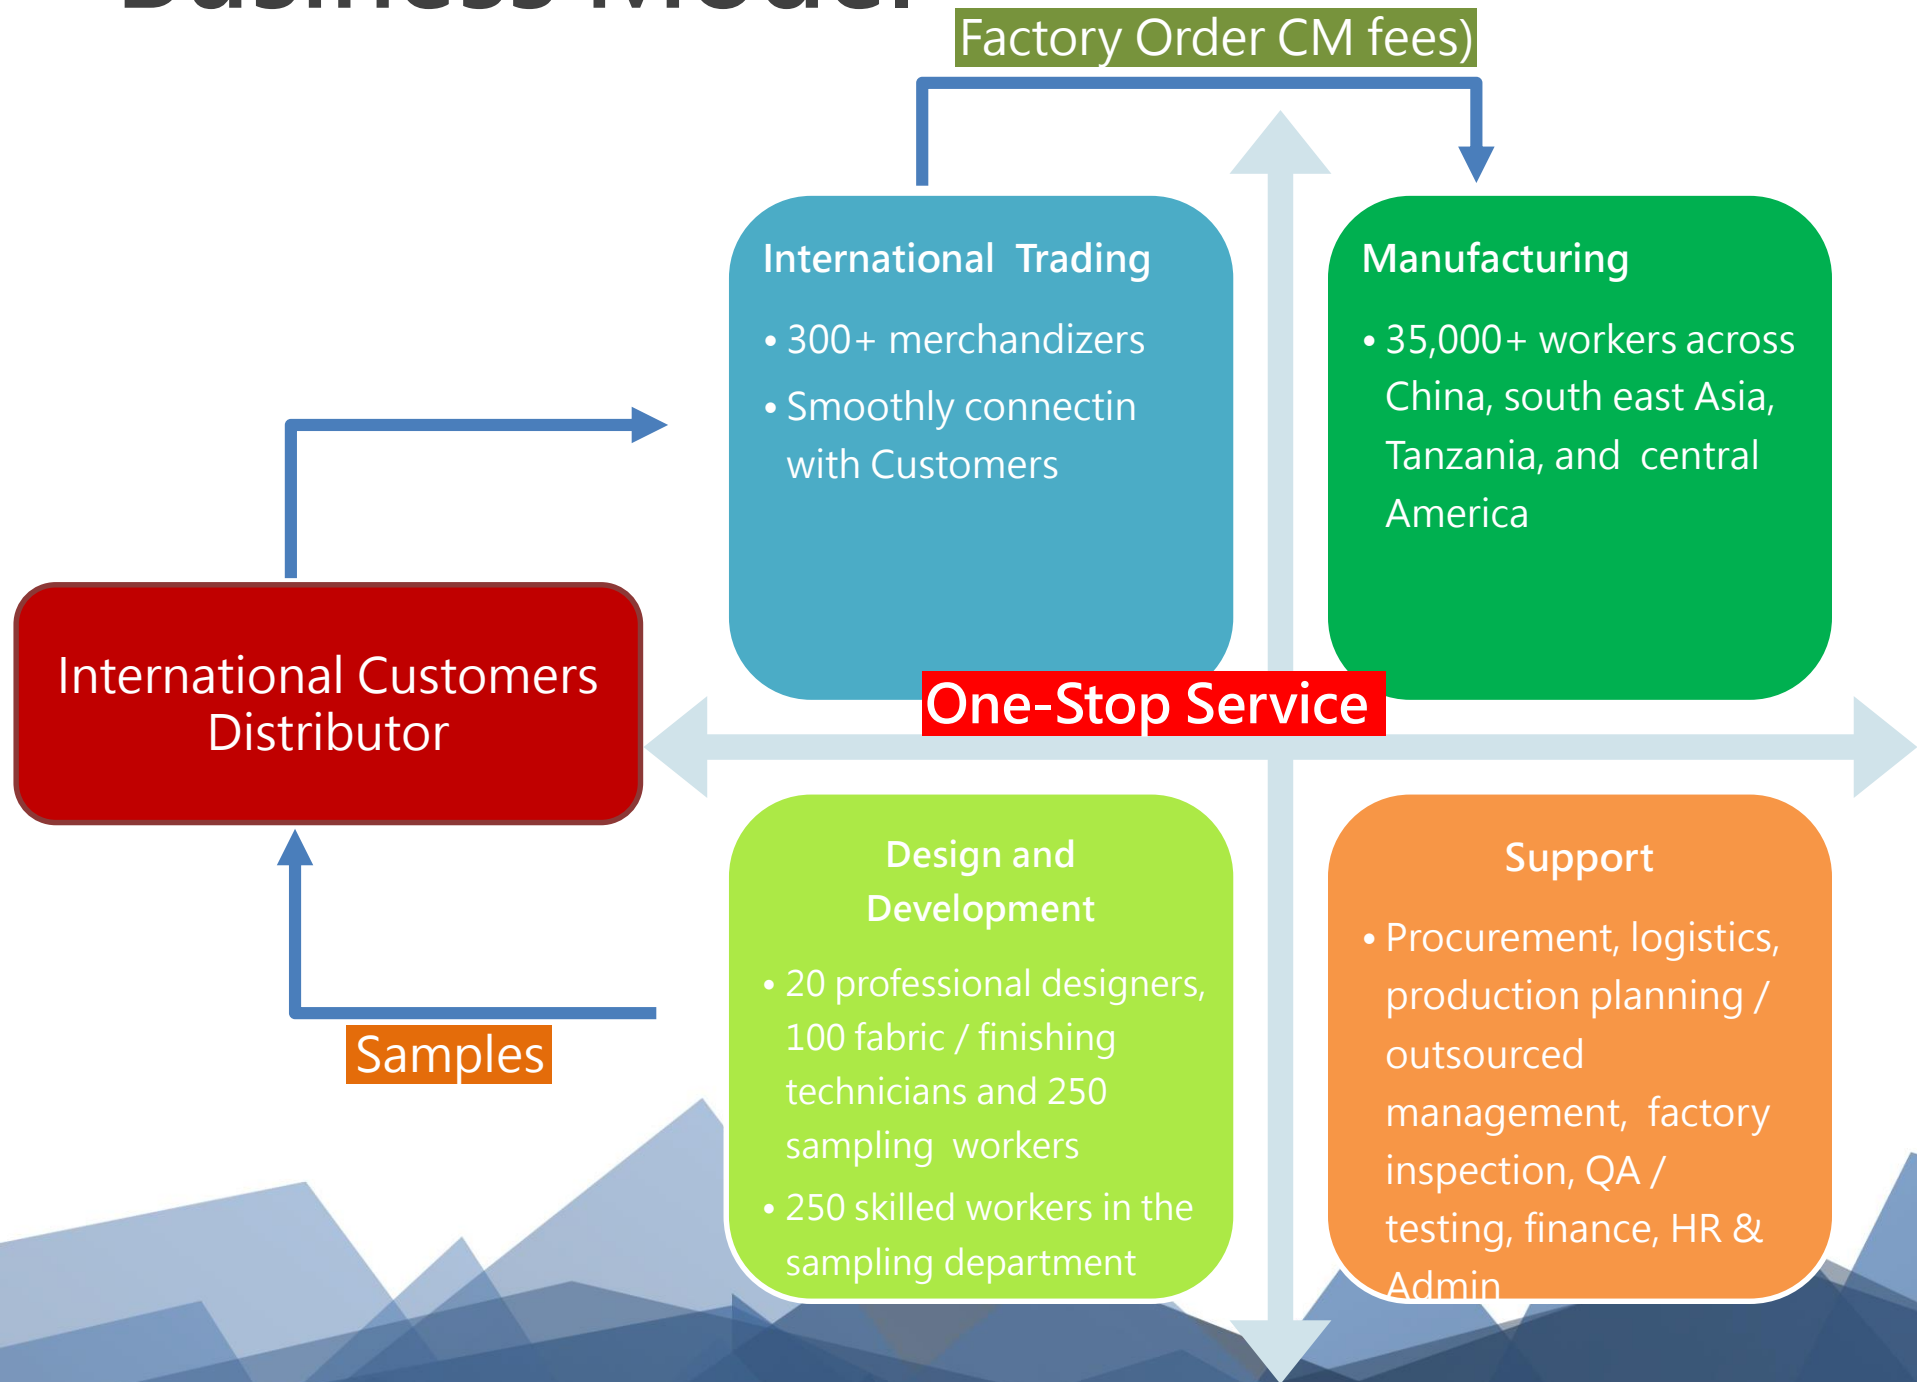 Business Model
Factory Order CM fees)
International Trading
• 300+ merchandizers
• Smoothly connectin
with Customers
Manufacturing
• 35,000+ workers across
China, south east Asia,
Tanzania, and central
America
International Customers
Distributor
One-Stop Service
Design and
Development
• 20 professional designers,
100 fabric / finishing
technicians and 250
sampling workers
• 250 skilled workers in the
sampling department
Support
• Procurement, logistics,
production planning /
outsourced
management, factory
inspection, QA /
testing, finance, HR &
Admin
Samples